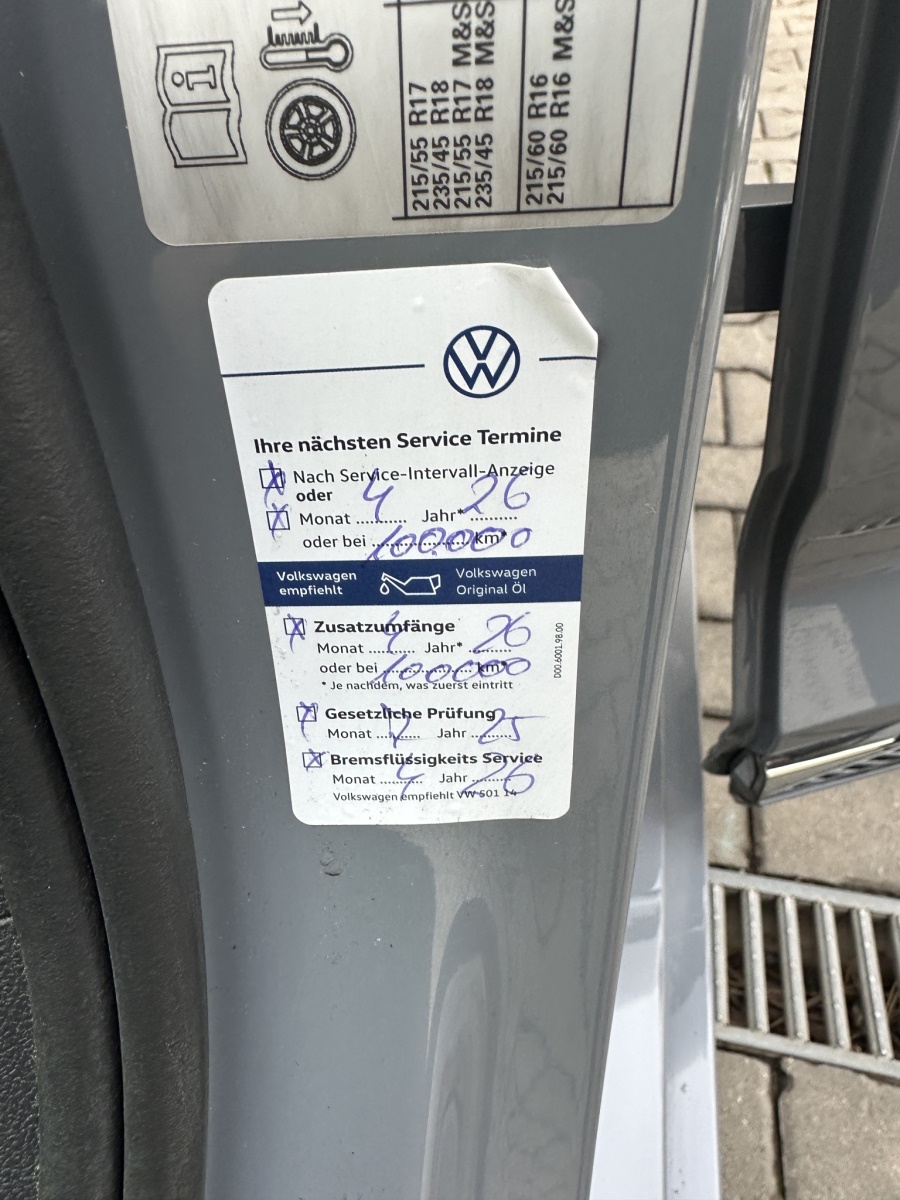 215/55 R17
235/45 R18
215/55 R17 M&S
235/45 R18 M&S
215/60 R16
215/60 R16 M&S
Ihre nächsten Service Termine
X Nach Service-Intervall-Anzeige
oder
X Monat 4 Jahr* 26
oder bei 100.000 km*
Volkswagen empfiehlt
Volkswagen Original Öl
X Zusatzumfänge
Monat 4 Jahr* 26
oder bei 100000 km*
* Je nachdem, was zuerst eintritt
X Gesetzliche Prüfung
Monat 7 Jahr 25
X Bremsflüssigkeits Service
Monat 4 Jahr 26
Volkswagen empfiehlt VW 501 14
D00.6001.98.00